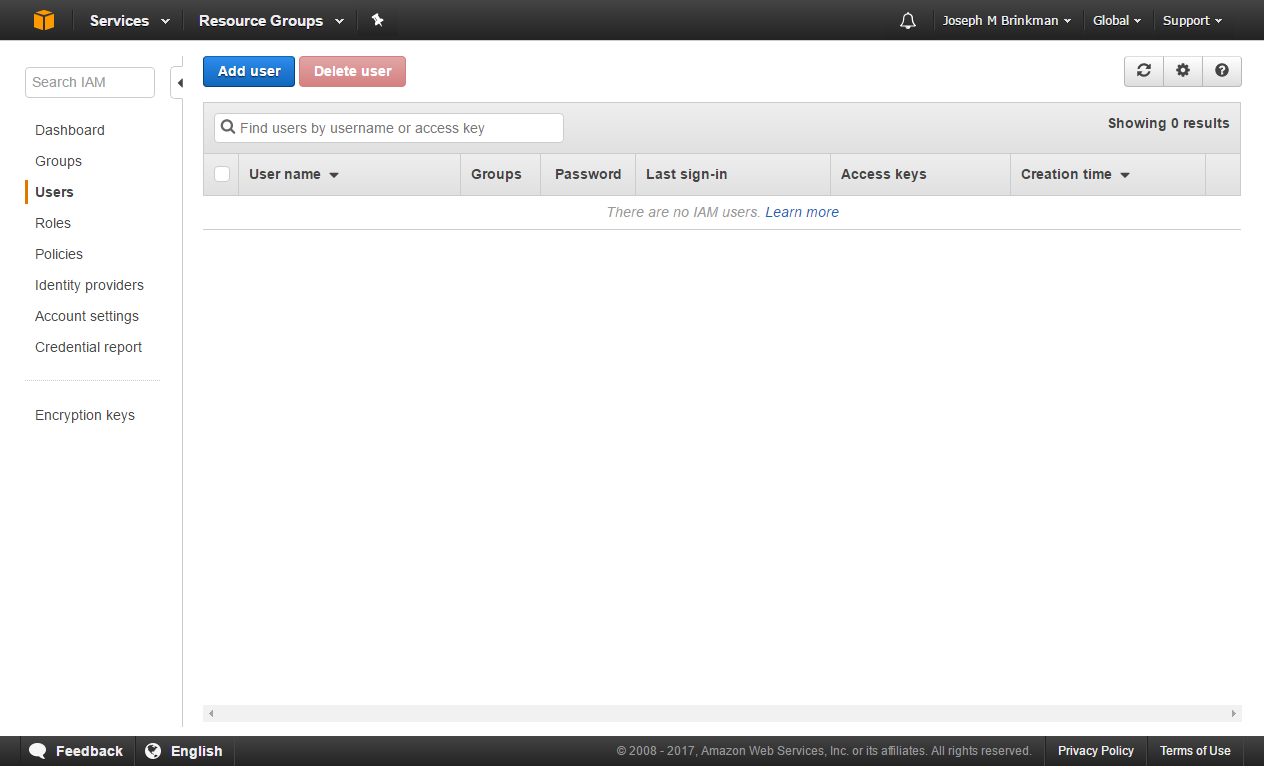 Services Resource Groups Joseph M Brinkman Global Support
Search IAM
Dashboard
Groups
Users
Roles
Policies
Identity providers
Account settings
Credential report
Encryption keys
Add user Delete user
Find users by username or access key Showing 0 results
User name Groups Password Last sign-in Access keys Creation time
There are no IAM users. Learn more
Feedback English © 2008 - 2017, Amazon Web Services, Inc. or its affiliates. All rights reserved. Privacy Policy Terms of Use